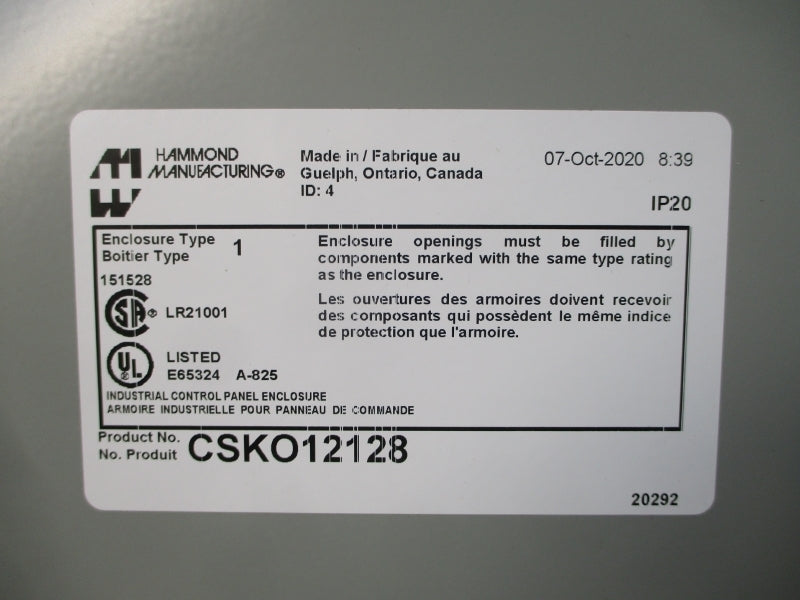 HAMMOND
MANUFACTURING®
Made in / Fabrique au
Guelph, Ontario, Canada
ID: 4
07-Oct-2020 8:39
IP20
Enclosure Type 1
Boitier Type
151528
CSA® LR21001
UL LISTED
E65324 A-825
Enclosure openings must be filled by
components marked with the same type rating
as the enclosure.
Les ouvertures des armoires doivent recevoir
des composants qui possèdent le même indice
de protection que l'armoire.
INDUSTRIAL CONTROL PANEL ENCLOSURE
ARMOIRE INDUSTRIELLE POUR PANNEAU DE COMMANDE
Product No. CSKO12128
No. Produit
20292